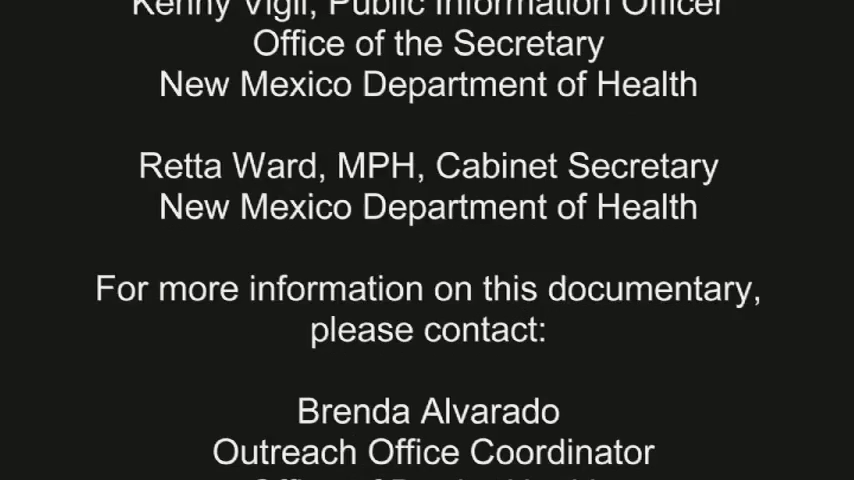 Kenny Vigil, Public Information Officer
Office of the Secretary
New Mexico Department of Health
Retta Ward, MPH, Cabinet Secretary
New Mexico Department of Health
For more information on this documentary,
please contact:
Brenda Alvarado
Outreach Office Coordinator